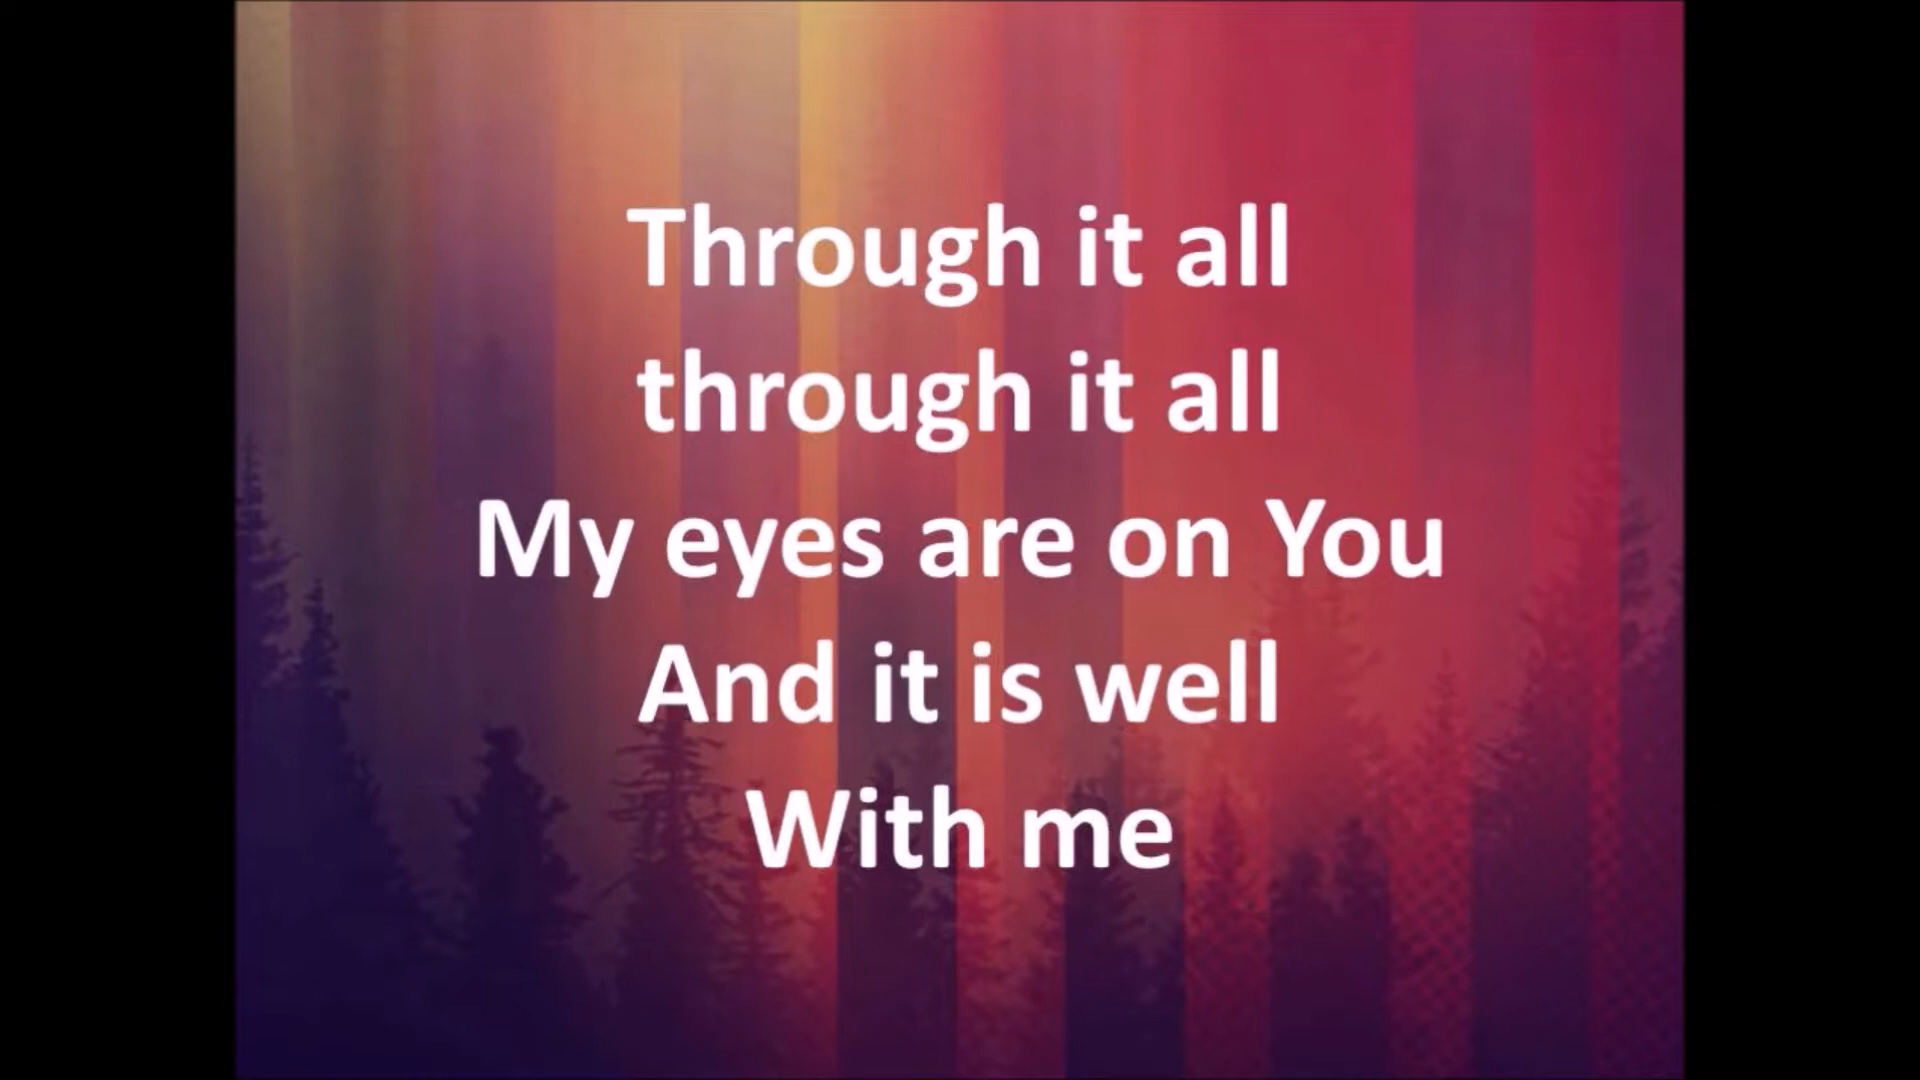 Through it all
through it all
My eyes are on You
And it is well
With me